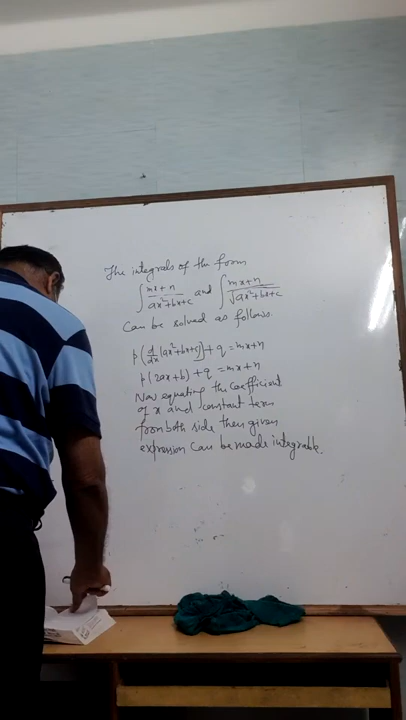 The integrals of the form
∫ mx+n / ax²+bx+c and ∫ mx+n / √ax²+bx+c
Can be solved as follows.
p(d/dx[ax²+bx+c])+q=mx+n
p(2ax+b)+q=mx+n
Now equating the coefficient
of x and constant term
from both side then given
expression can be made integrable.